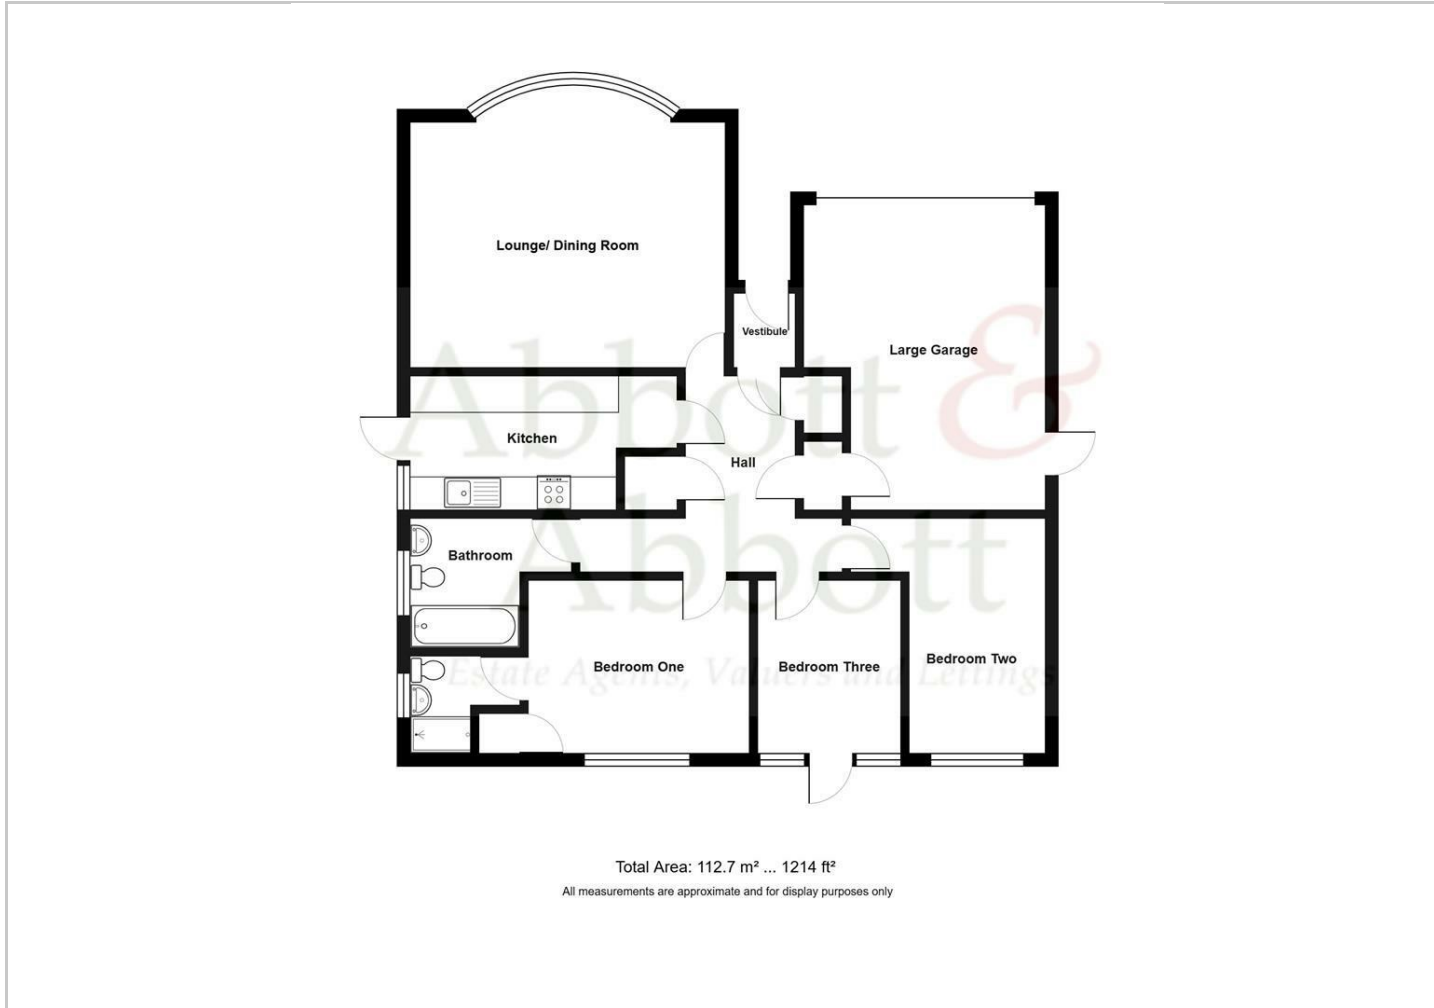 Lounge/ Dining Room
Vestibule
Large Garage
Abbott &
Kitchen
Hall
Abbott
Bathroom
Bedroom One
Bedroom Three
Bedroom Two
Estate Agents, Valuers and Lettings
Total Area: 112.7 m² ... 1214 ft²
All measurements are approximate and for display purposes only